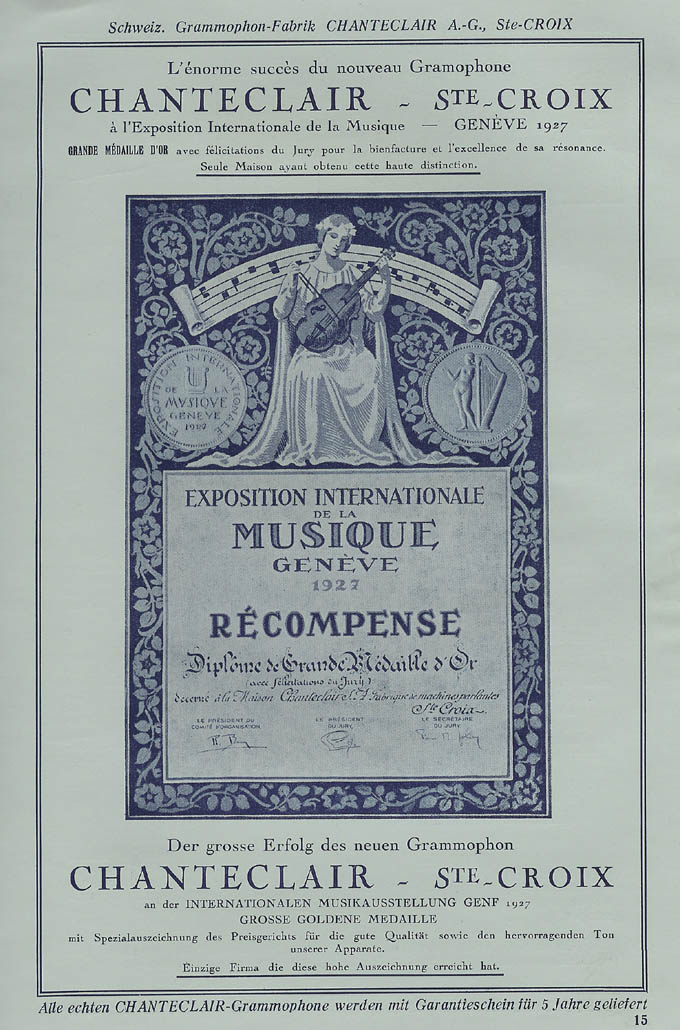 Schweiz. Grammophon-Fabrik CHANTECLAIR A.-G., Ste-CROIX
L'énorme succès du nouveau Gramophone
CHANTECLAIR - STE-CROIX
à l'Exposition Internationale de la Musique — GENÈVE 1927
GRANDE MÉDAILLE D'OR avec félicitations du Jury pour la bienfacture et l'excellence de sa résonance.
Seule Maison ayant obtenu cette haute distinction.
EXPOSITION INTERNATIONALE
DE LA
MVSIQVE
GENEVE
1927
EXPOSITION INTERNATIONALE
DE LA
MUSIQUE
GENÈVE
1927
RÉCOMPENSE
Diplôme de Grande Médaille d'Or
(avec félicitations du Jury)
décerné à la Maison Chanteclair S.A. Fabrique de machines parlantes
Ste Croix
LE PRÉSIDENT DU COMITÉ D'ORGANISATION
LE PRÉSIDENT DU JURY
LE SECRÉTAIRE DU JURY
Der grosse Erfolg des neuen Grammophon
CHANTECLAIR - STE-CROIX
an der INTERNATIONALEN MUSIKAUSSTELLUNG GENF 1927
GROSSE GOLDENE MEDAILLE
mit Spezialauszeichnung des Preisgerichts für die gute Qualität sowie den hervorragenden Ton
unserer Apparate.
Einzige Firma die diese hohe Auszeichnung erreicht hat.
Alle echten CHANTECLAIR-Grammophone werden mit Garantieschein für 5 Jahre geliefert
15